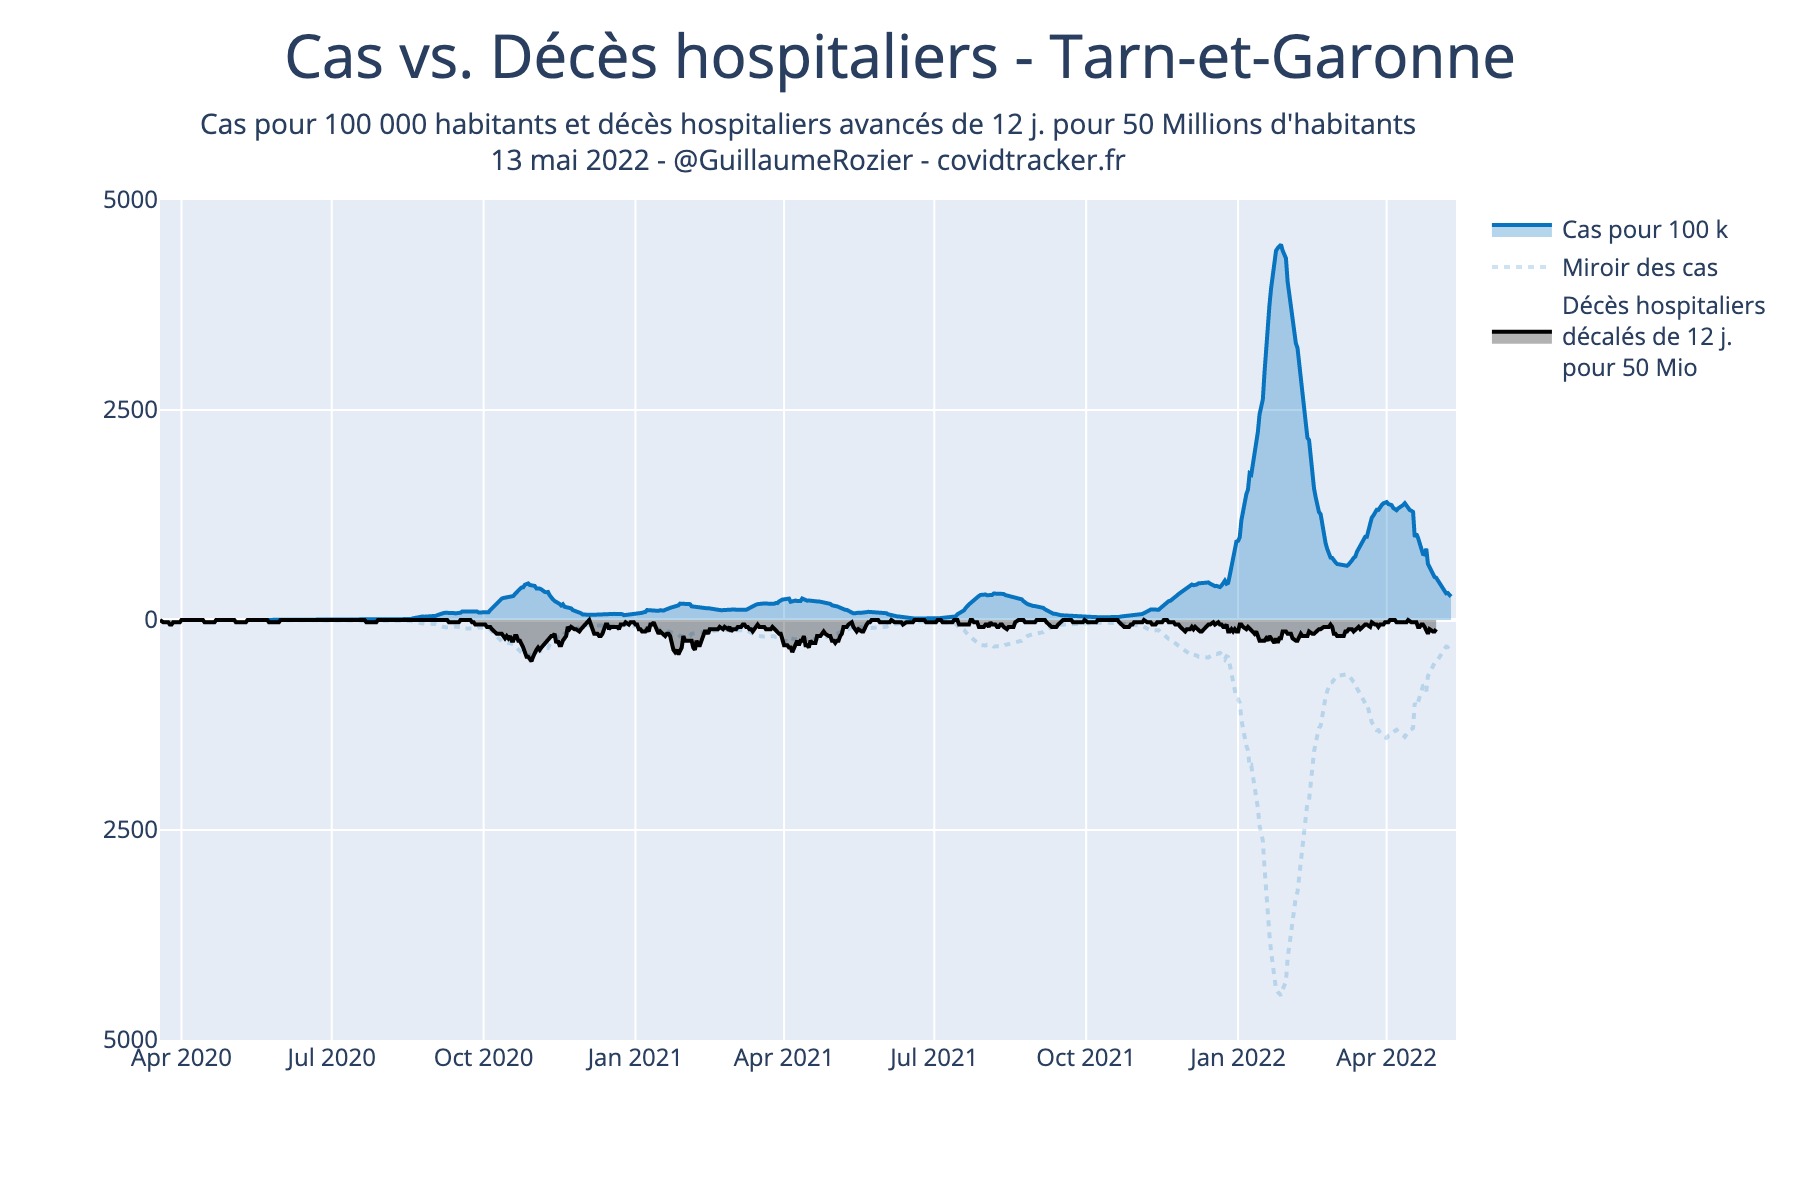 Cas vs. Décès hospitaliers - Tarn-et-Garonne
Cas pour 100 000 habitants et décès hospitaliers avancés de 12 j. pour 50 Millions d'habitants
13 mai 2022 - @GuillaumeRozier - covidtracker.fr
5000
2500
0
2500
5000
Apr 2020
Jul 2020
Oct 2020
Jan 2021
Apr 2021
Jul 2021
Oct 2021
Jan 2022
Apr 2022
Cas pour 100 k
Miroir des cas
Décès hospitaliers
décalés de 12 j.
pour 50 Mio